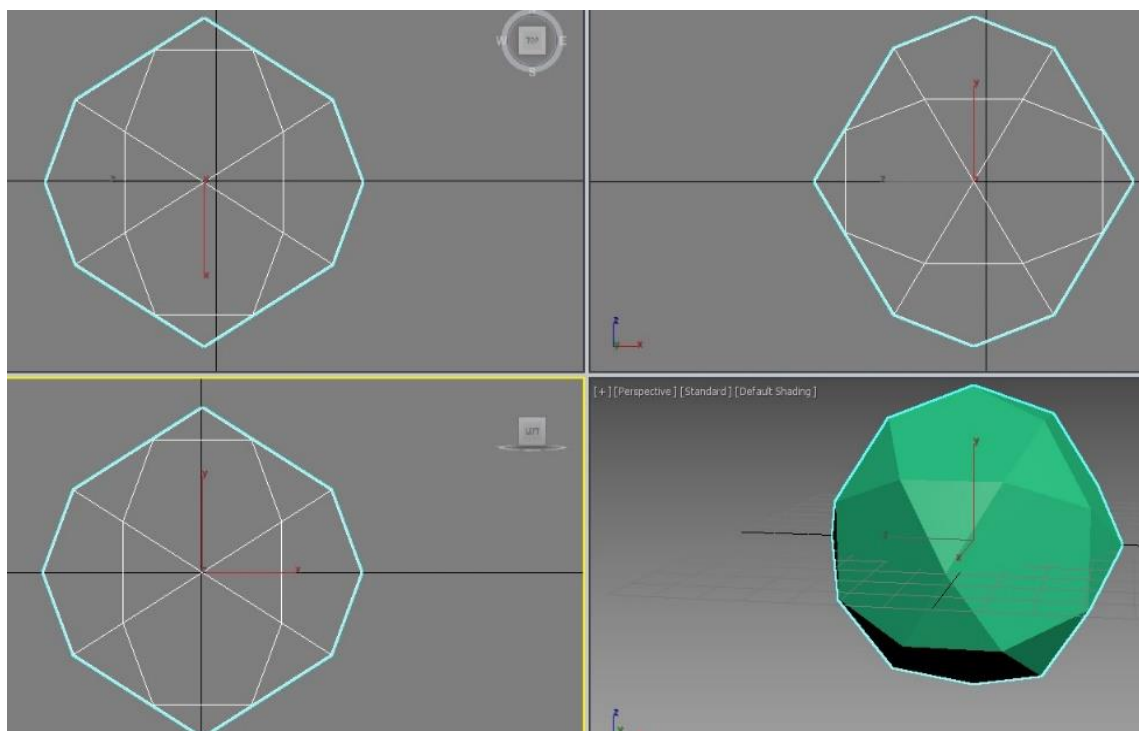 W TOP E
S
x
y
z x
y
LEFT
y
x
[+] [Perspective] [Standard] [Default Shading]
y
x
z